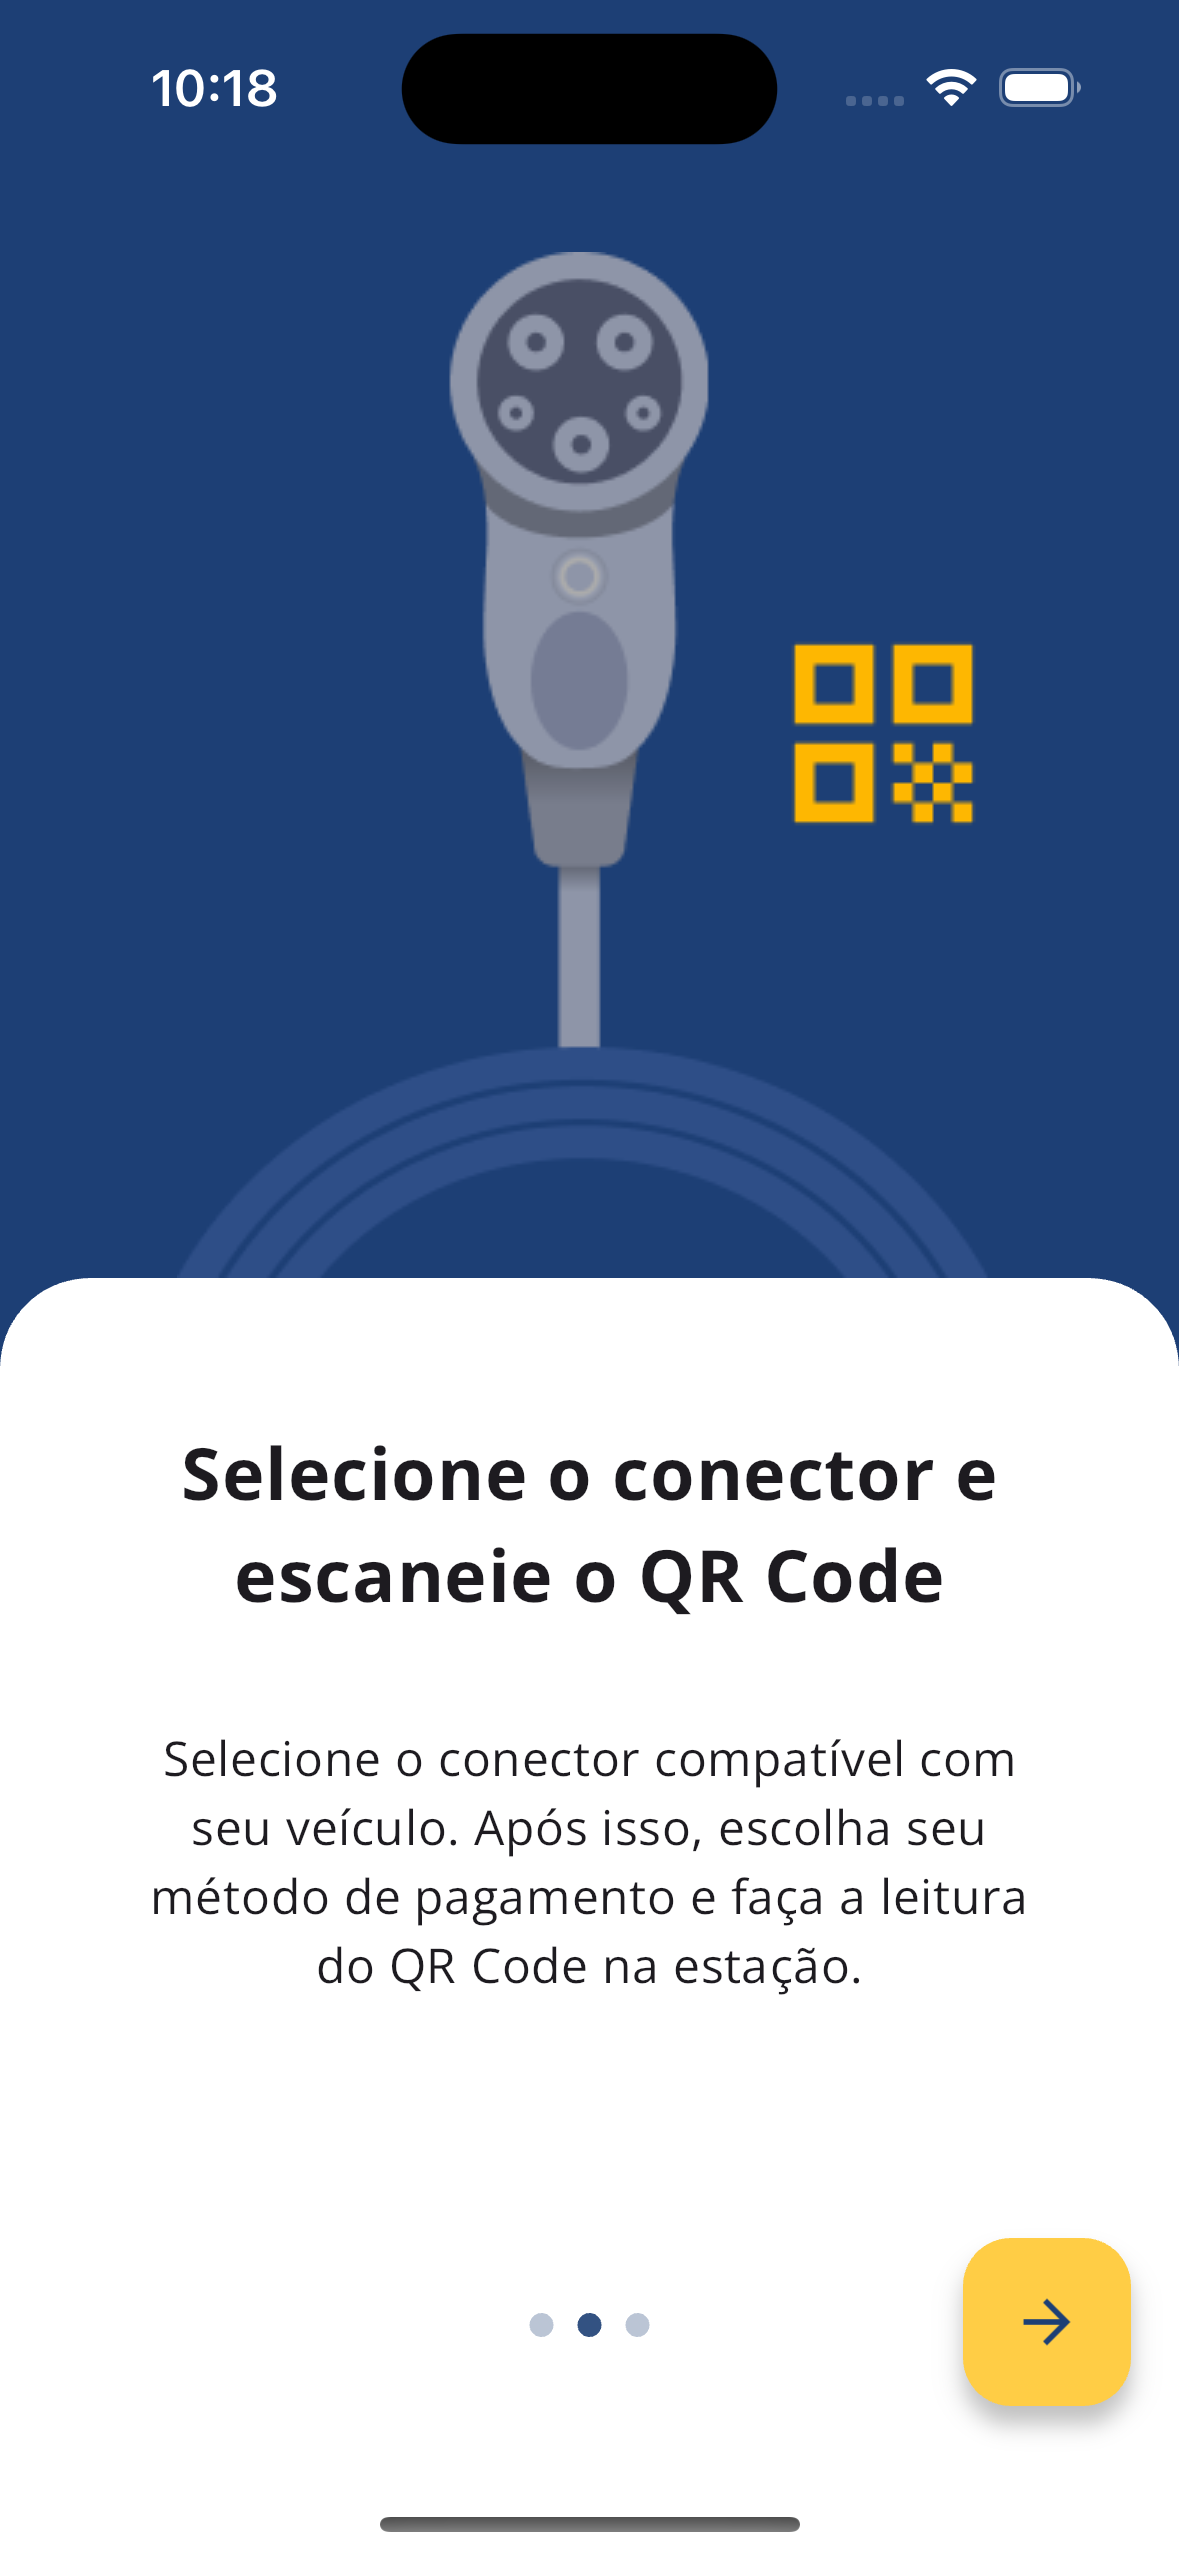 10:18
Selecione o conector e
escaneie o QR Code
Selecione o conector compatível com
seu veículo. Após isso, escolha seu
método de pagamento e faça a leitura
do QR Code na estação.